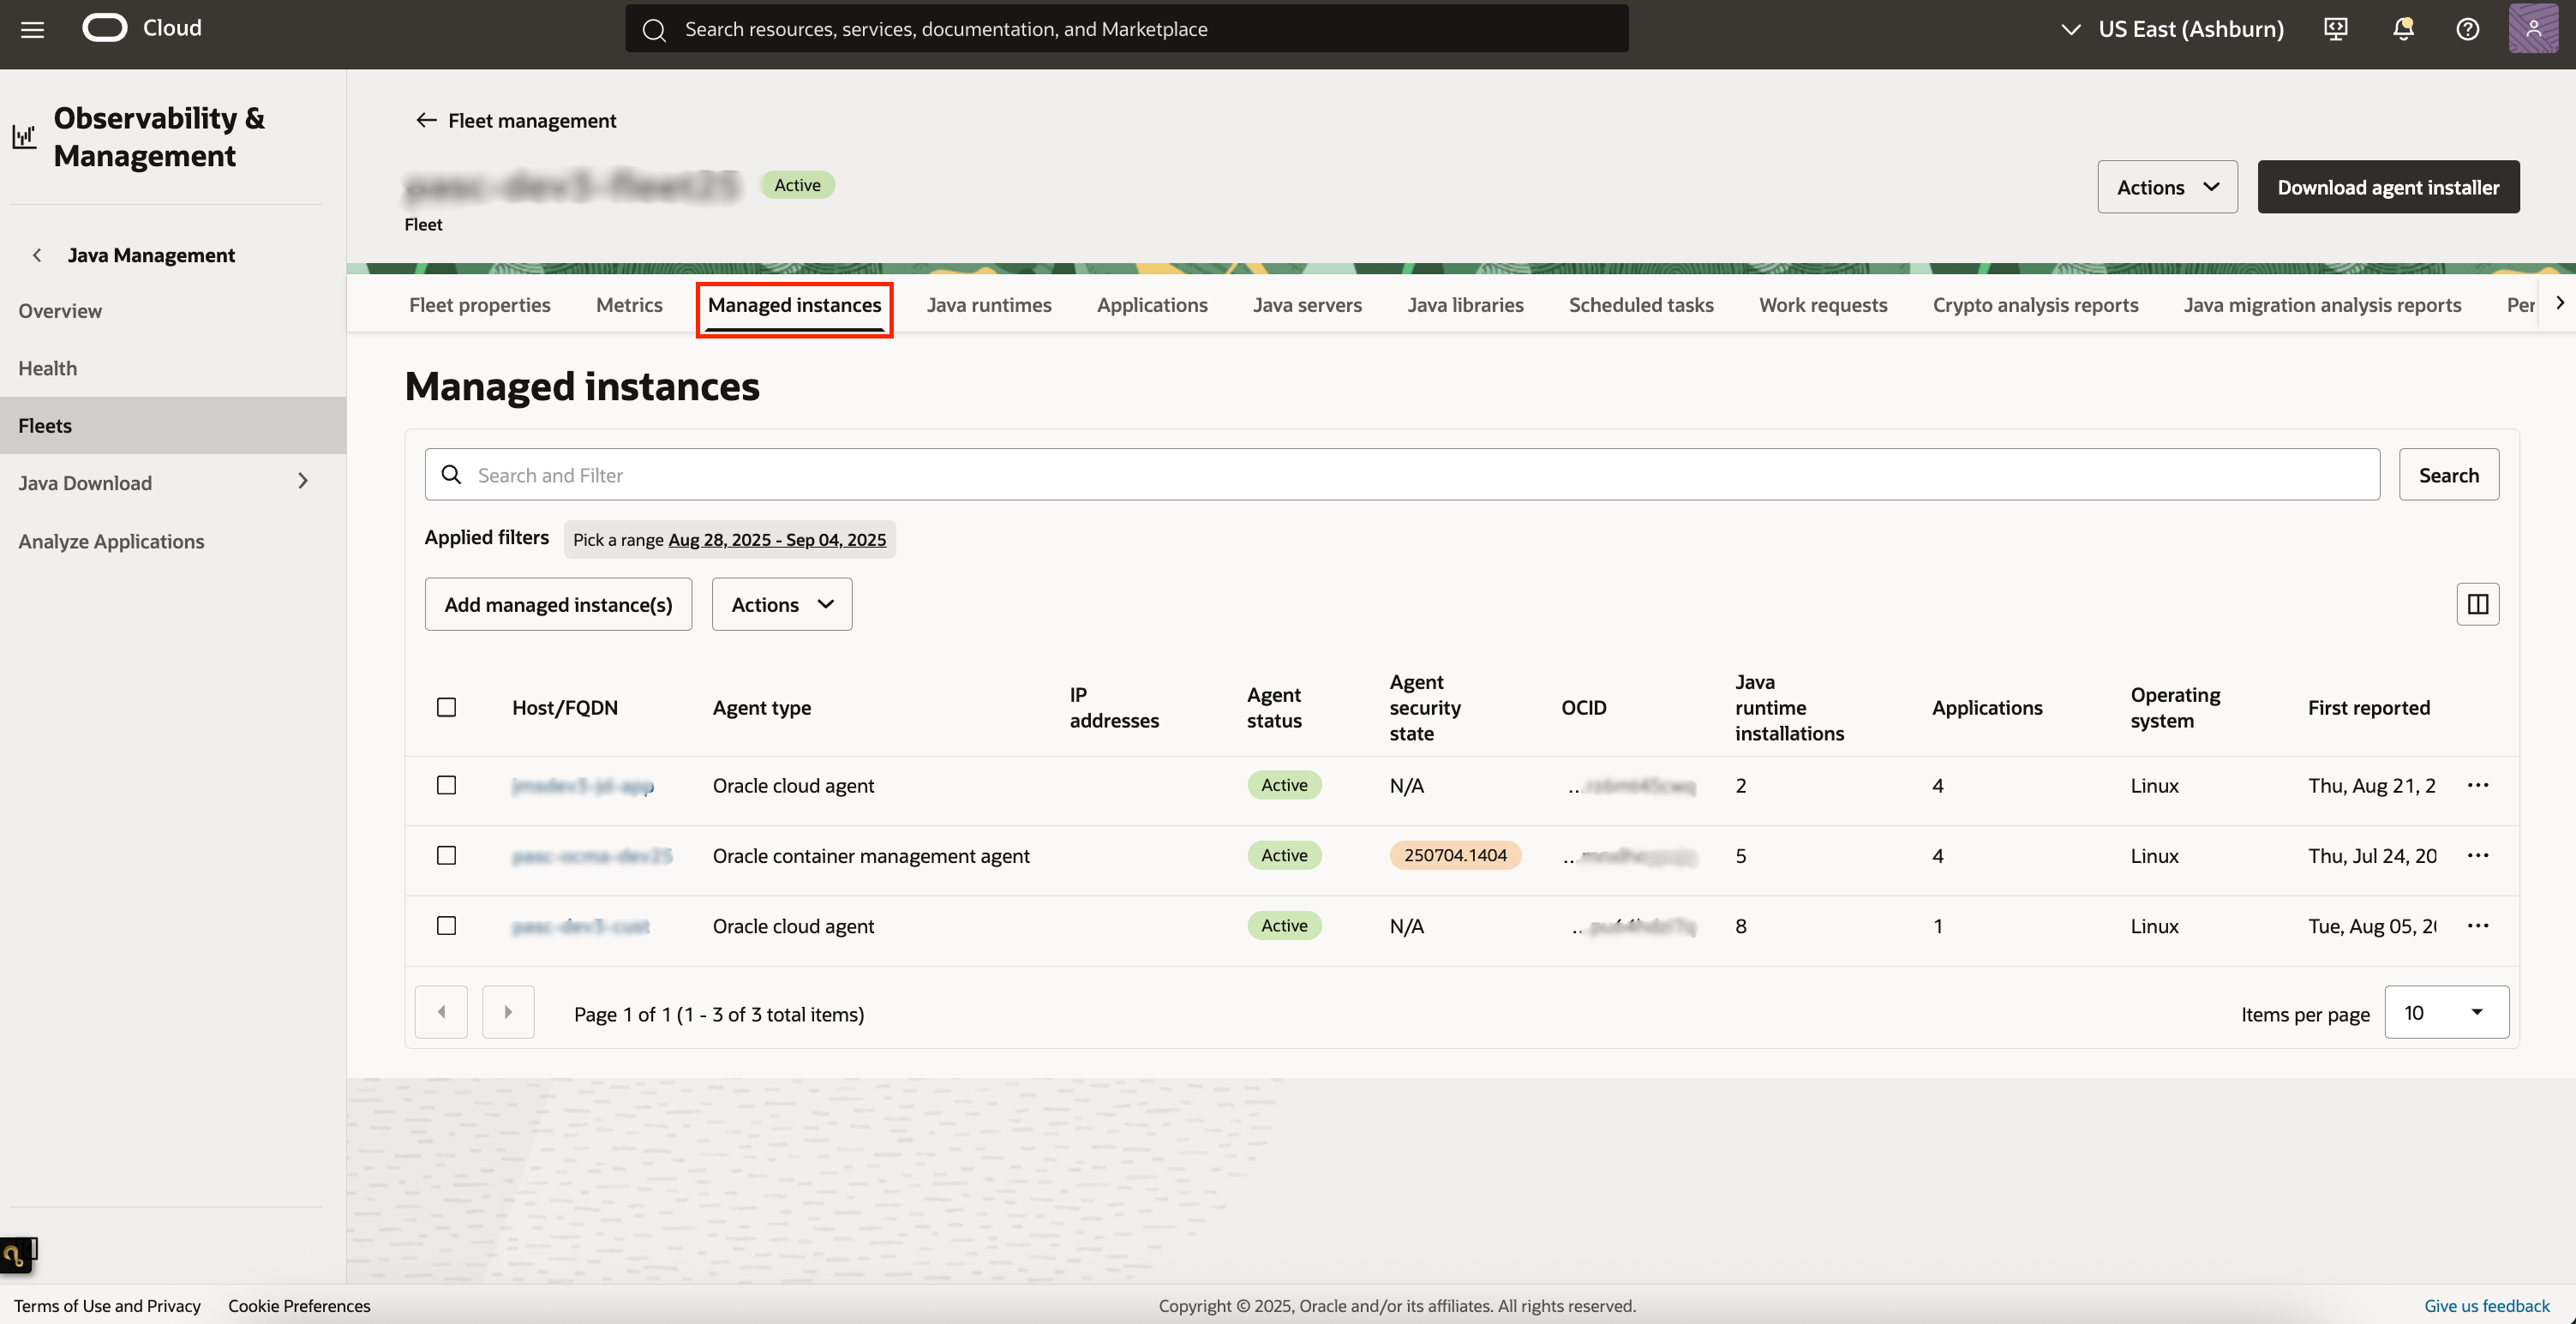 Cloud
Search resources, services, documentation, and Marketplace
US East (Ashburn)
Observability &
Management
Java Management
Overview
Health
Fleets
Java Download
Analyze Applications
Fleet management
Active
Fleet
Actions
Download agent installer
Fleet properties Metrics Managed instances Java runtimes Applications Java servers Java libraries Scheduled tasks Work requests Crypto analysis reports Java migration analysis reports Per
Managed instances
Search and Filter
Search
Applied filters Pick a range Aug 28, 2025 - Sep 04, 2025
Add managed instance(s) Actions
Host/FQDN Agent type IP addresses Agent status Agent security state OCID Java runtime installations Applications Operating system First reported
Oracle cloud agent Active N/A 2 4 Linux Thu, Aug 21, 2 ...
Oracle container management agent Active 250704.1404 5 4 Linux Thu, Jul 24, 20 ...
Oracle cloud agent Active N/A 8 1 Linux Tue, Aug 05, 2 ...
Page 1 of 1 (1 - 3 of 3 total items)
Items per page 10
Terms of Use and Privacy Cookie Preferences
Copyright © 2025, Oracle and/or its affiliates. All rights reserved.
Give us feedback